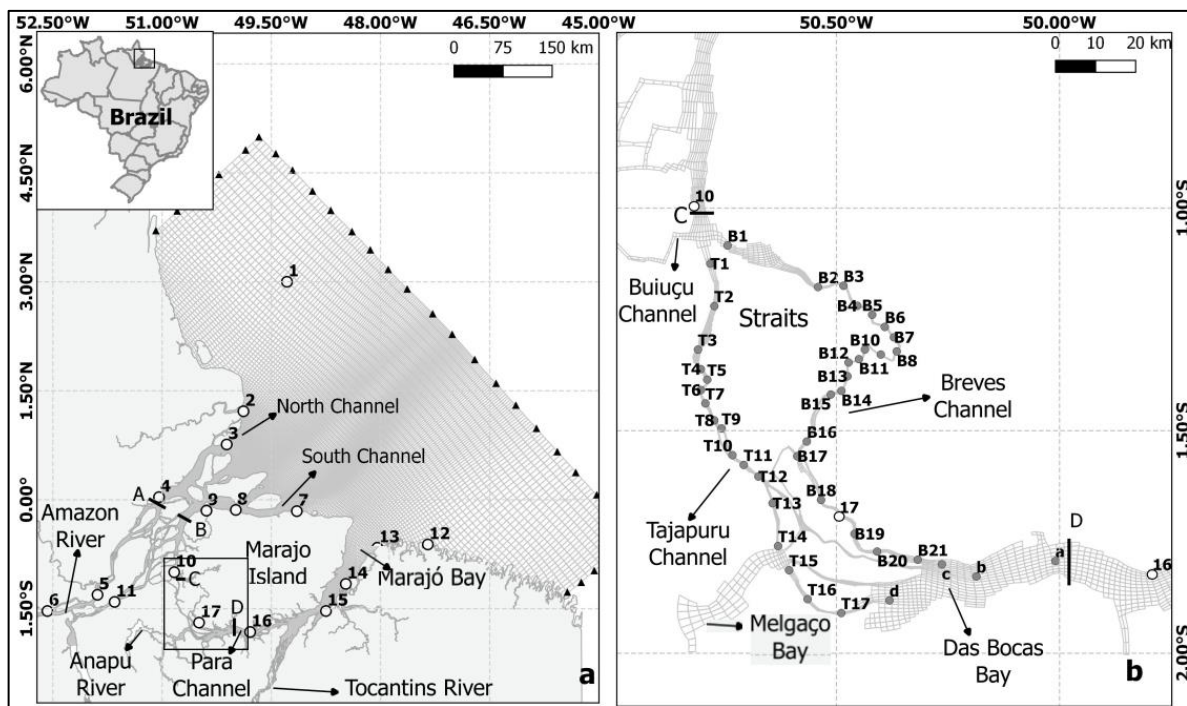 52.50°W 51.00°W 49.50°W 48.00°W 46.50°W 45.00°W
50.50°W 50.00°W
0 75 150 km
0 10 20 km
6.00°N
4.50°N
3.00°N
1.50°N
0.00°
1.50°S
Brazil
1
2
3
North Channel
South Channel
4
A
9
8
7
B
Amazon
River
13
12
10
C
Marajo
Island
Marajó Bay
14
5
11
6
15
17
D
16
Anapu
River
Para
Channel
Tocantins River
a
10
C
B1
T1
Buiuçu
Channel
T2
Straits
B2
B3
B4
B5
B6
B7
B8
B10
B11
B12
B13
B14
B15
T3
T4
T5
T6
T7
T8
T9
Breves
Channel
B16
B17
T10
T11
T12
T13
B18
17
B19
Tajapuru
Channel
T14
B20
B21
T15
c
b
a
D
16
T16
T17
d
Melgaço
Bay
Das Bocas
Bay
b
1.00°S
1.50°S
2.00°S